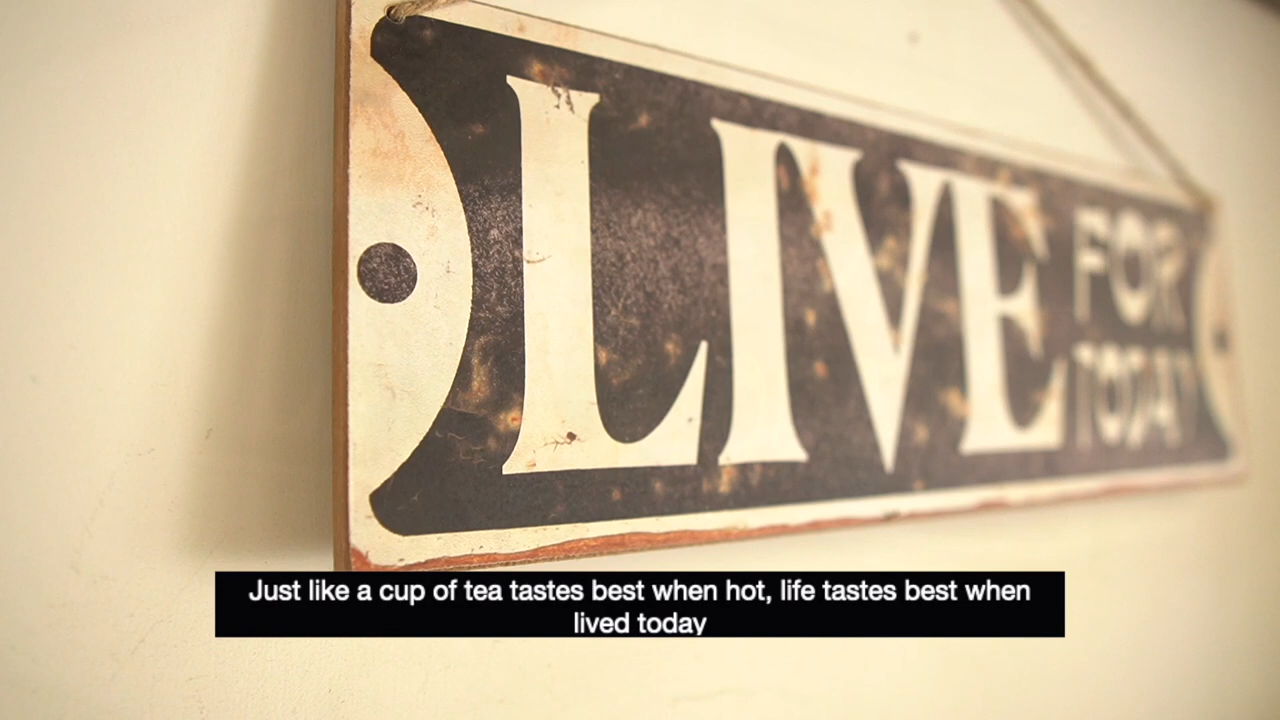 LIVE FOR
TODAY
Just like a cup of tea tastes best when hot, life tastes best when
lived today